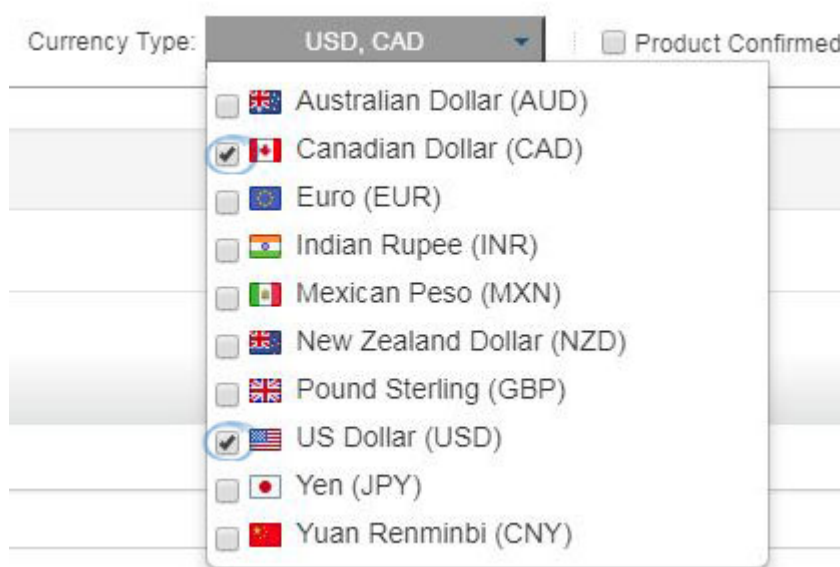 Currency Type: USD, CAD Product Confirmed
Australian Dollar (AUD)
Canadian Dollar (CAD)
Euro (EUR)
Indian Rupee (INR)
Mexican Peso (MXN)
New Zealand Dollar (NZD)
Pound Sterling (GBP)
US Dollar (USD)
Yen (JPY)
Yuan Renminbi (CNY)